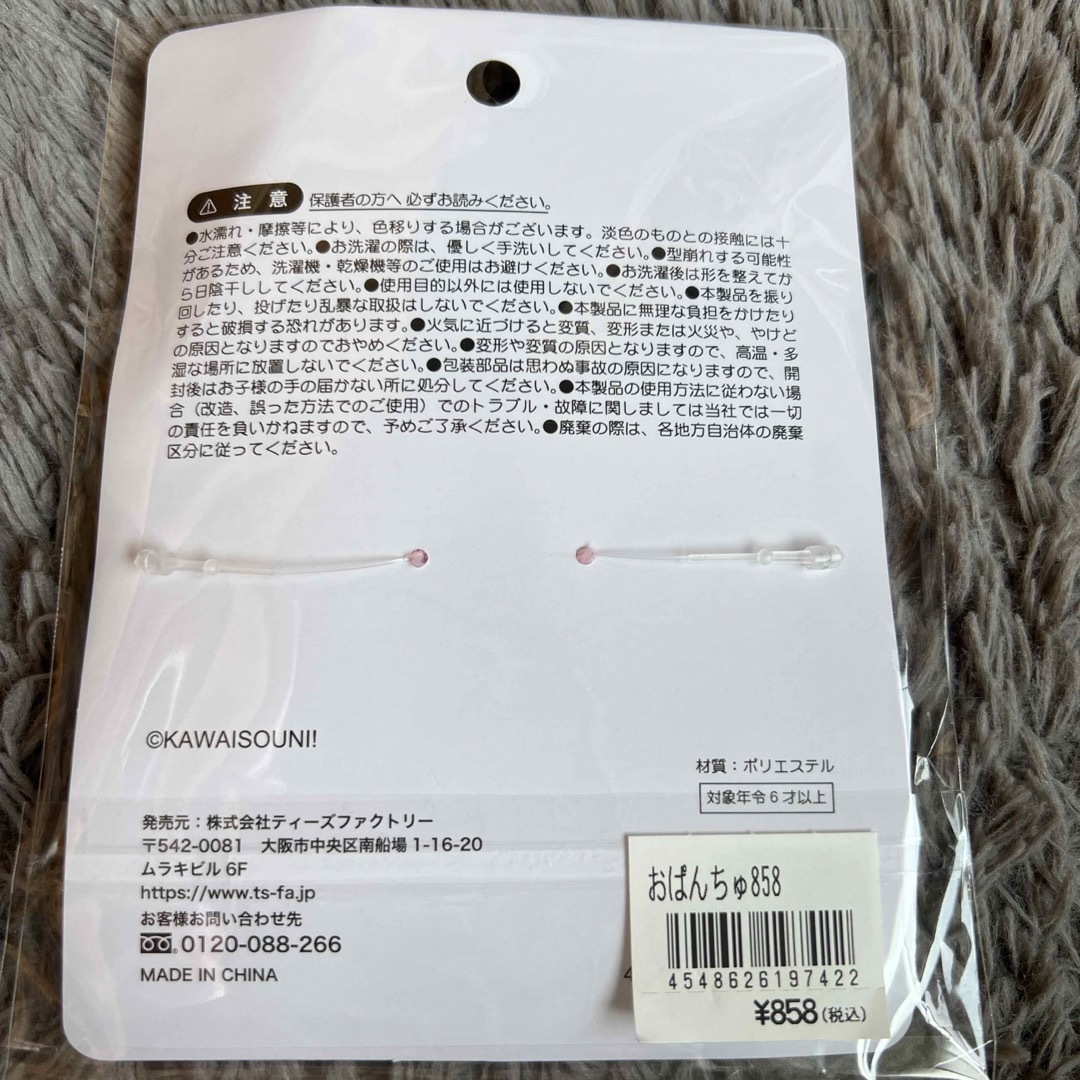 ⚠ 注意 保護者の方へ 必ずお読みください。
●水濡れ・摩擦等により、色移りする場合がございます。淡色のものとの接触には十
分ご注意ください。●お洗濯の際は、優しく手洗いしてください。●型崩れする可能性
があるため、洗濯機・乾燥機等のご使用はお避けください。●お洗濯後は形を整えてか
ら日陰干ししてください。●使用目的以外には使用しないでください。●本製品を振り
回したり、投げたり乱暴な取扱はしないでください。●本製品に無理な負担をかけたり
すると破損する恐れがあります。●火気に近づけると変質、変形または火災や、やけど
の原因となりますのでおやめください。●変形や変質の原因となりますので、高温・多
湿な場所に放置しないでください。●包装部品は思わぬ事故の原因になりますので、開
封後はお子様の手の届かない所に処分してください。●本製品の使用方法に従わない場
合（改造、誤った方法でのご使用）でのトラブル・故障に関しましては当社では一切
の責任を負いかねますので、予めご了承ください。●廃棄の際は、各地方自治体の廃棄
区分に従ってください。
©KAWAISOUNI!
材質：ポリエステル
対象年令6才以上
発売元：株式会社ティーズファクトリー
〒542-0081 大阪市中央区南船場 1-16-20
ムラキビル 6F
https://www.ts-fa.jp
お客様お問い合わせ先
0120-088-266
MADE IN CHINA
おぱんちゅ858
4548626197422
¥858(税込)